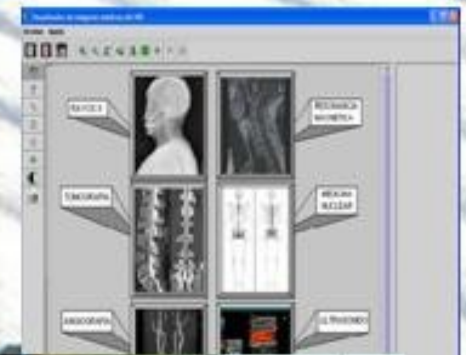 RAYOS X
RESONANCIA
MAGNETICA
TOMOGRAFIA
MEDICINA
NUCLEAR
ANGIOGRAFIA
ULTRASONIDO